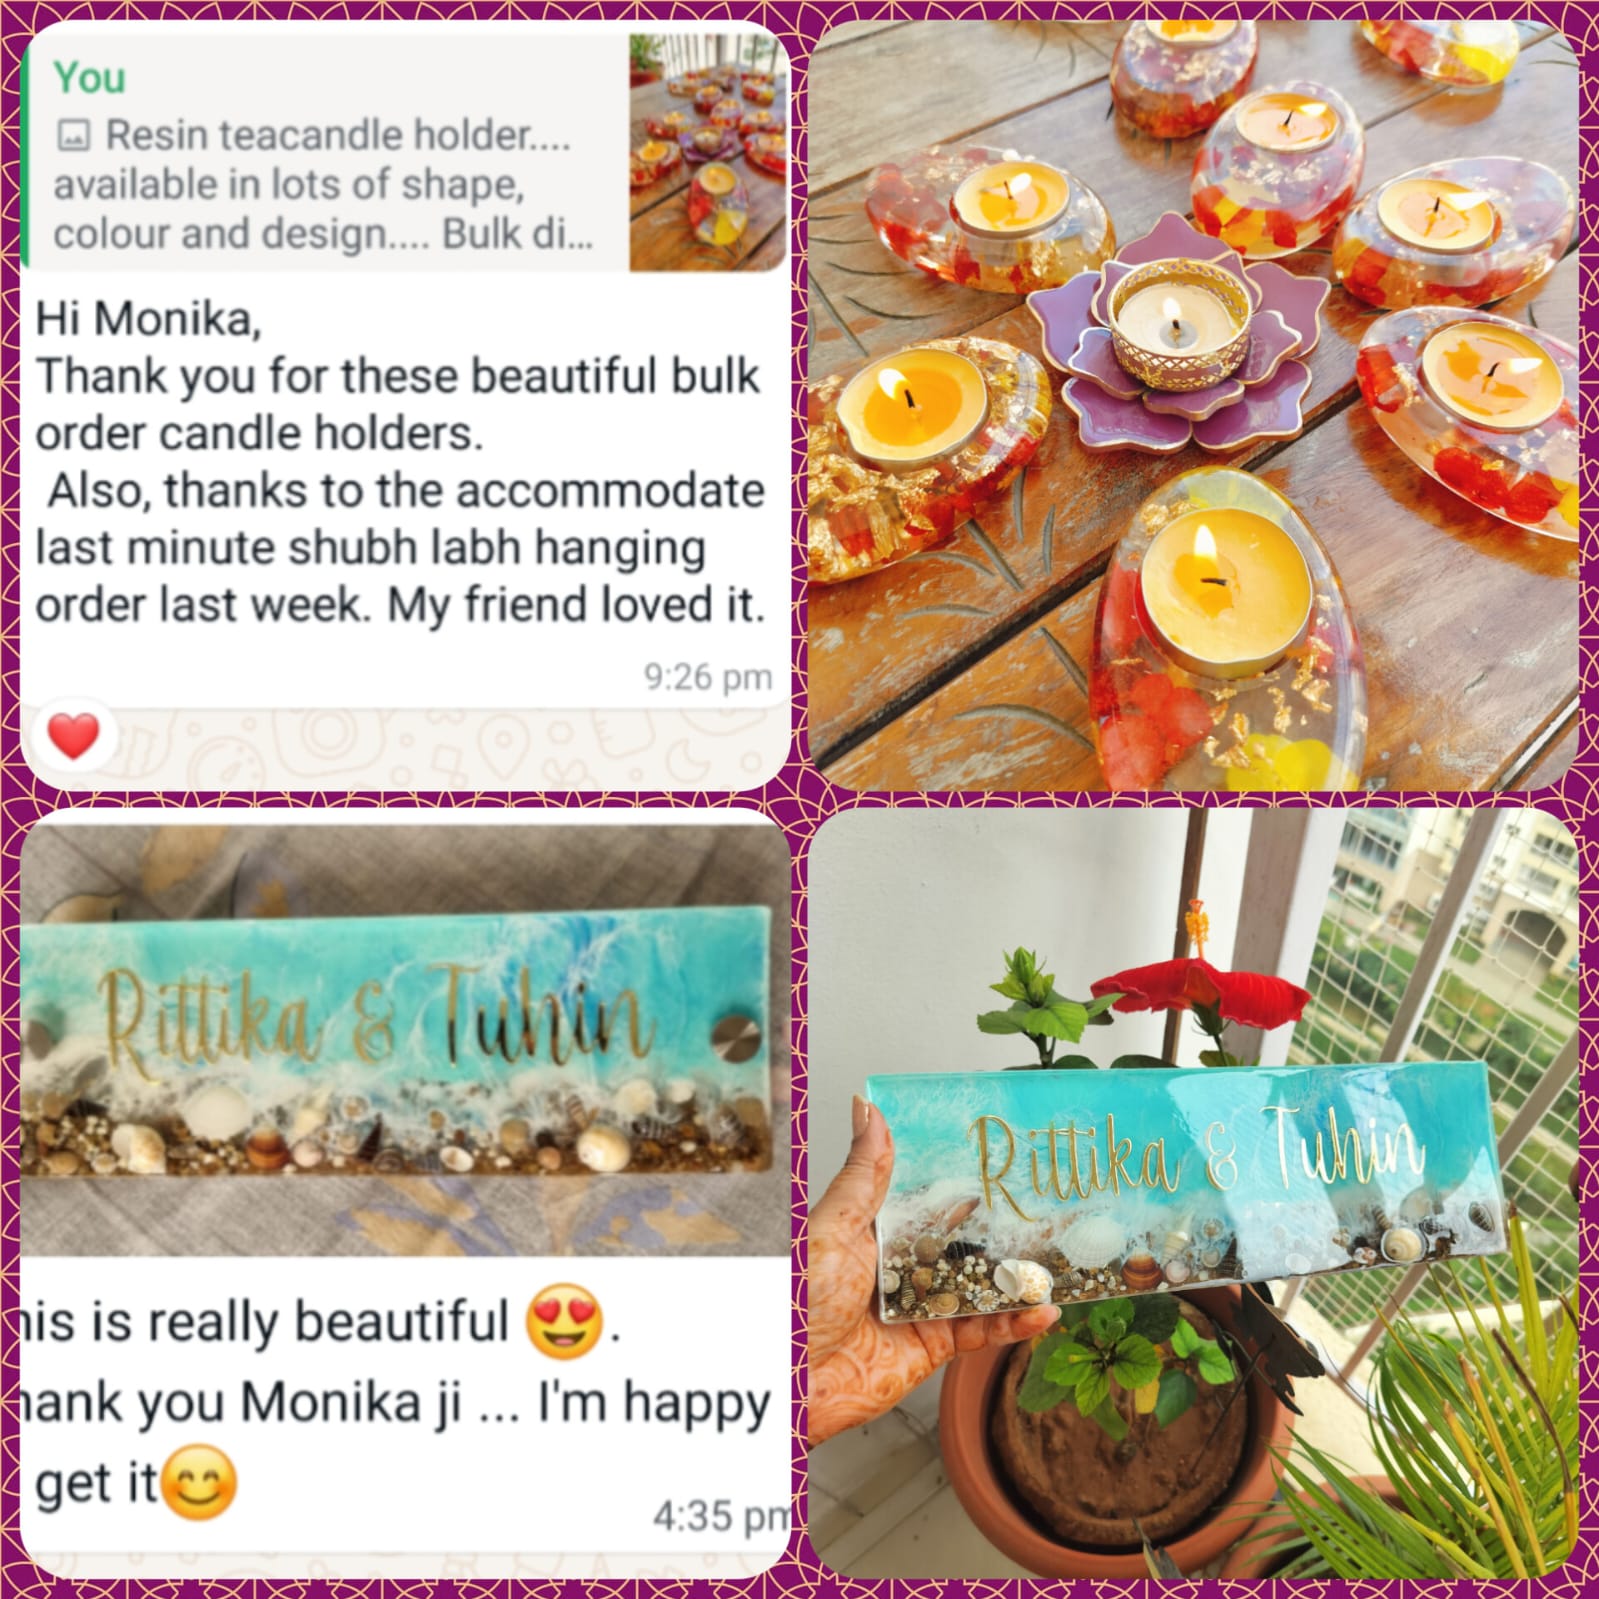 You
Resin teacandle holder....
available in lots of shape,
colour and design.... Bulk di...
Hi Monika,
Thank you for these beautiful bulk
order candle holders.
Also, thanks to the accommodate
last minute shubh labh hanging
order last week. My friend loved it.
9:26 pm
Rittika & Tuhin
his is really beautiful 😍.
hank you Monika ji ... I'm happy
get it😊
4:35 pm
Rittika & Tuhin